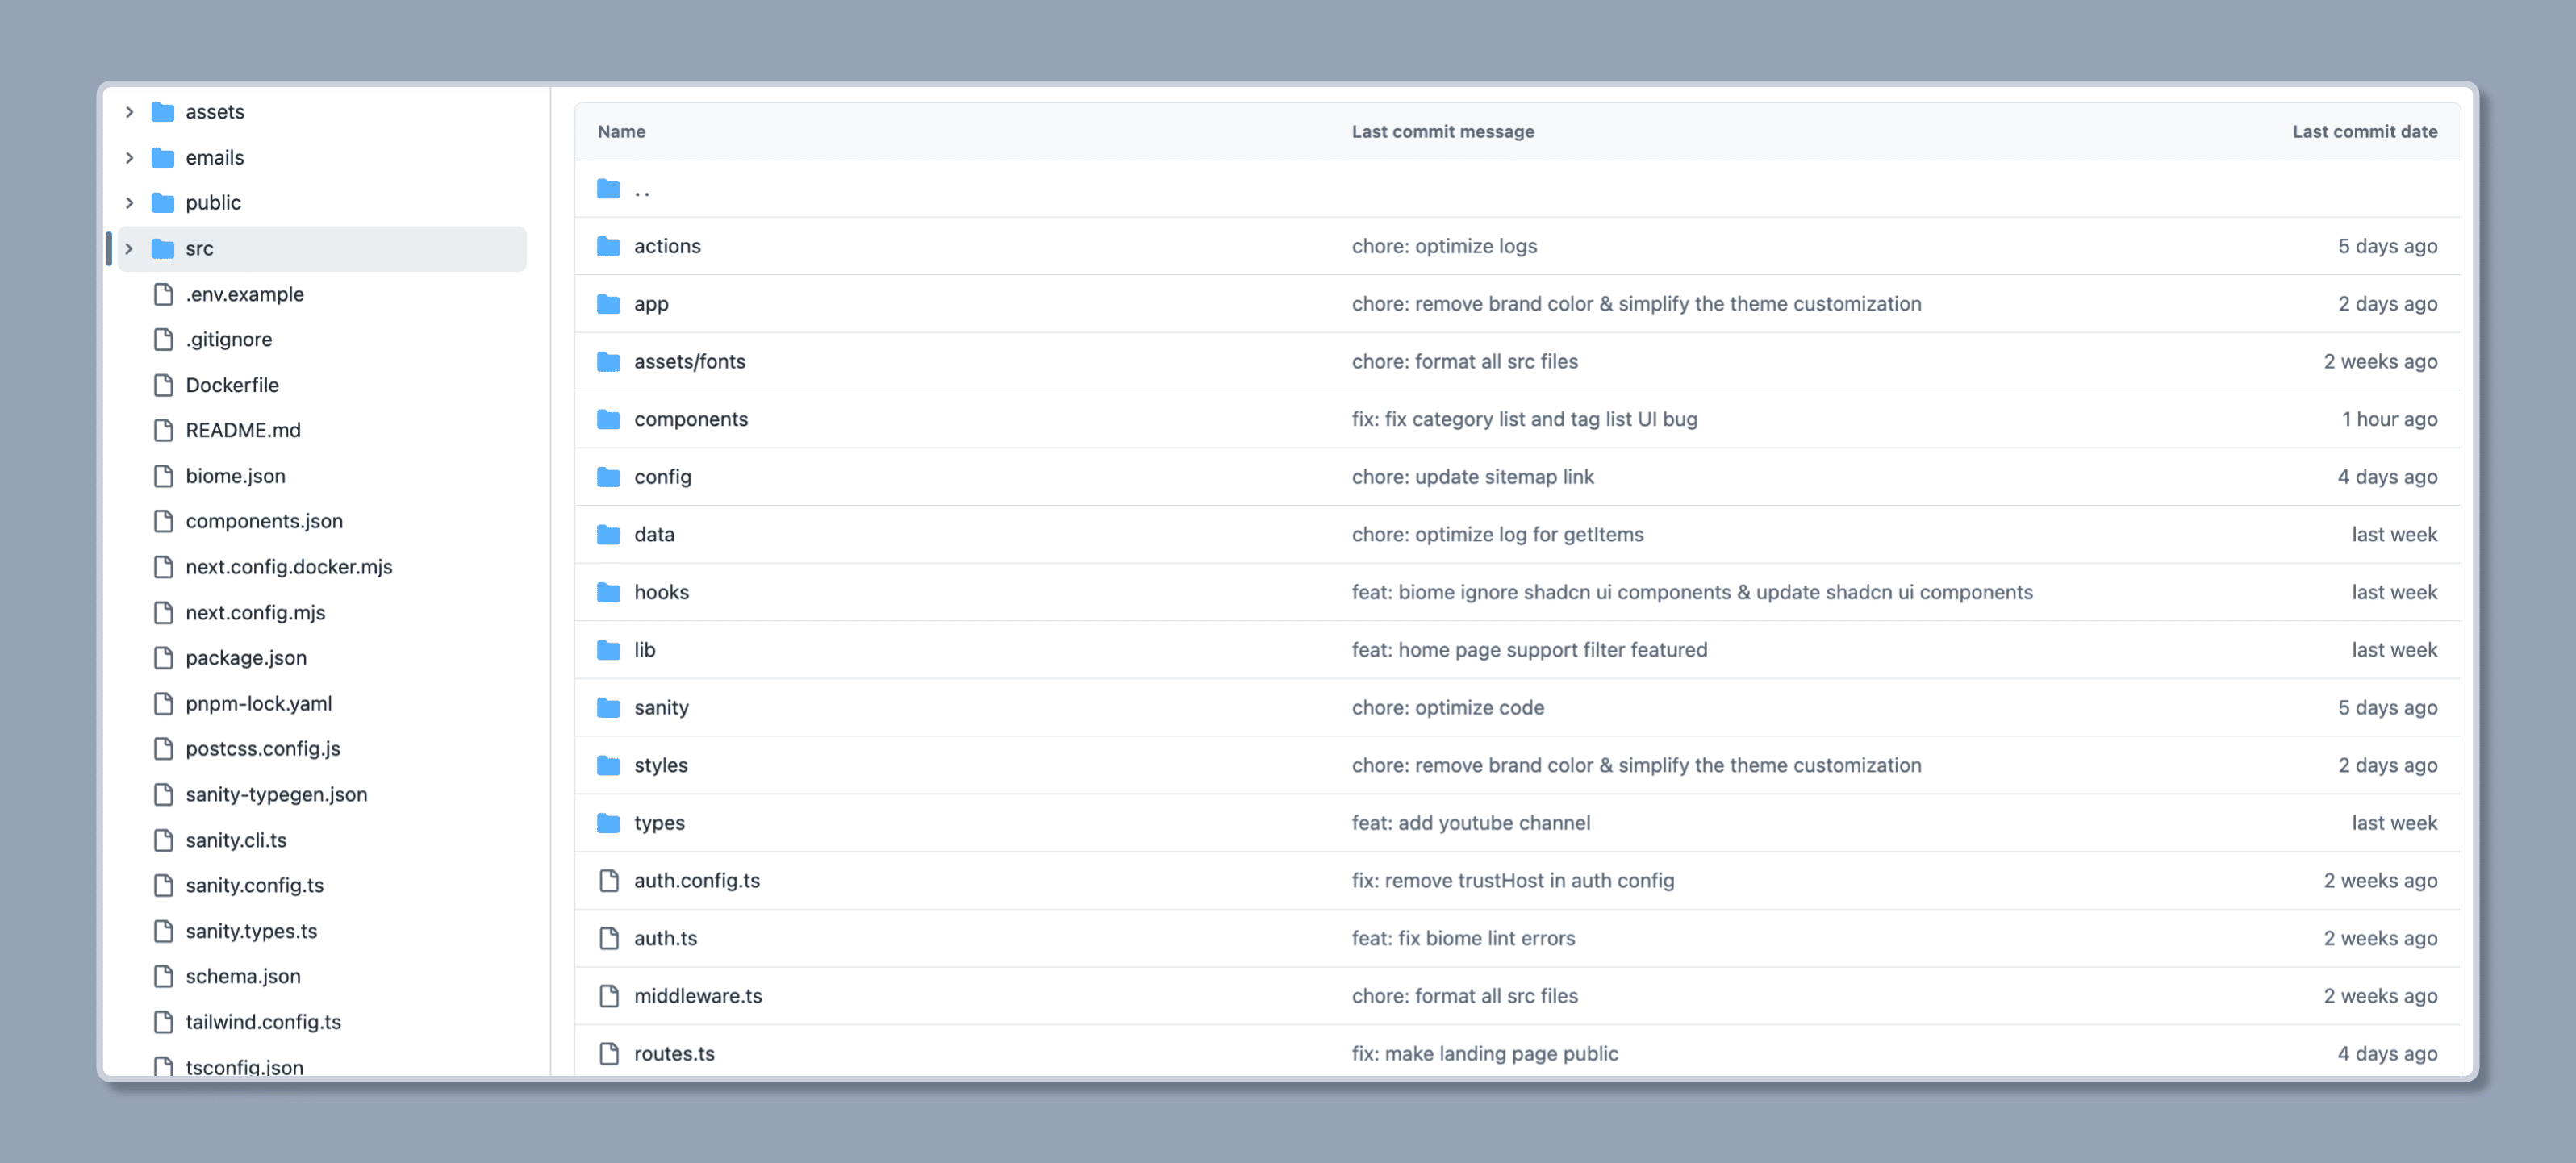 assets
emails
public
src
.env.example
.gitignore
Dockerfile
README.md
biome.json
components.json
next.config.docker.mjs
next.config.mjs
package.json
pnpm-lock.yaml
postcss.config.js
sanity-typegen.json
sanity.cli.ts
sanity.config.ts
sanity.types.ts
schema.json
tailwind.config.ts
tsconfig.json
Name Last commit message Last commit date
..
actions chore: optimize logs 5 days ago
app chore: remove brand color & simplify the theme customization 2 days ago
assets/fonts chore: format all src files 2 weeks ago
components fix: fix category list and tag list UI bug 1 hour ago
config chore: update sitemap link 4 days ago
data chore: optimize log for getItems last week
hooks feat: biome ignore shadcn ui components & update shadcn ui components last week
lib feat: home page support filter featured last week
sanity chore: optimize code 5 days ago
styles chore: remove brand color & simplify the theme customization 2 days ago
types feat: add youtube channel last week
auth.config.ts fix: remove trustHost in auth config 2 weeks ago
auth.ts feat: fix biome lint errors 2 weeks ago
middleware.ts chore: format all src files 2 weeks ago
routes.ts fix: make landing page public 4 days ago